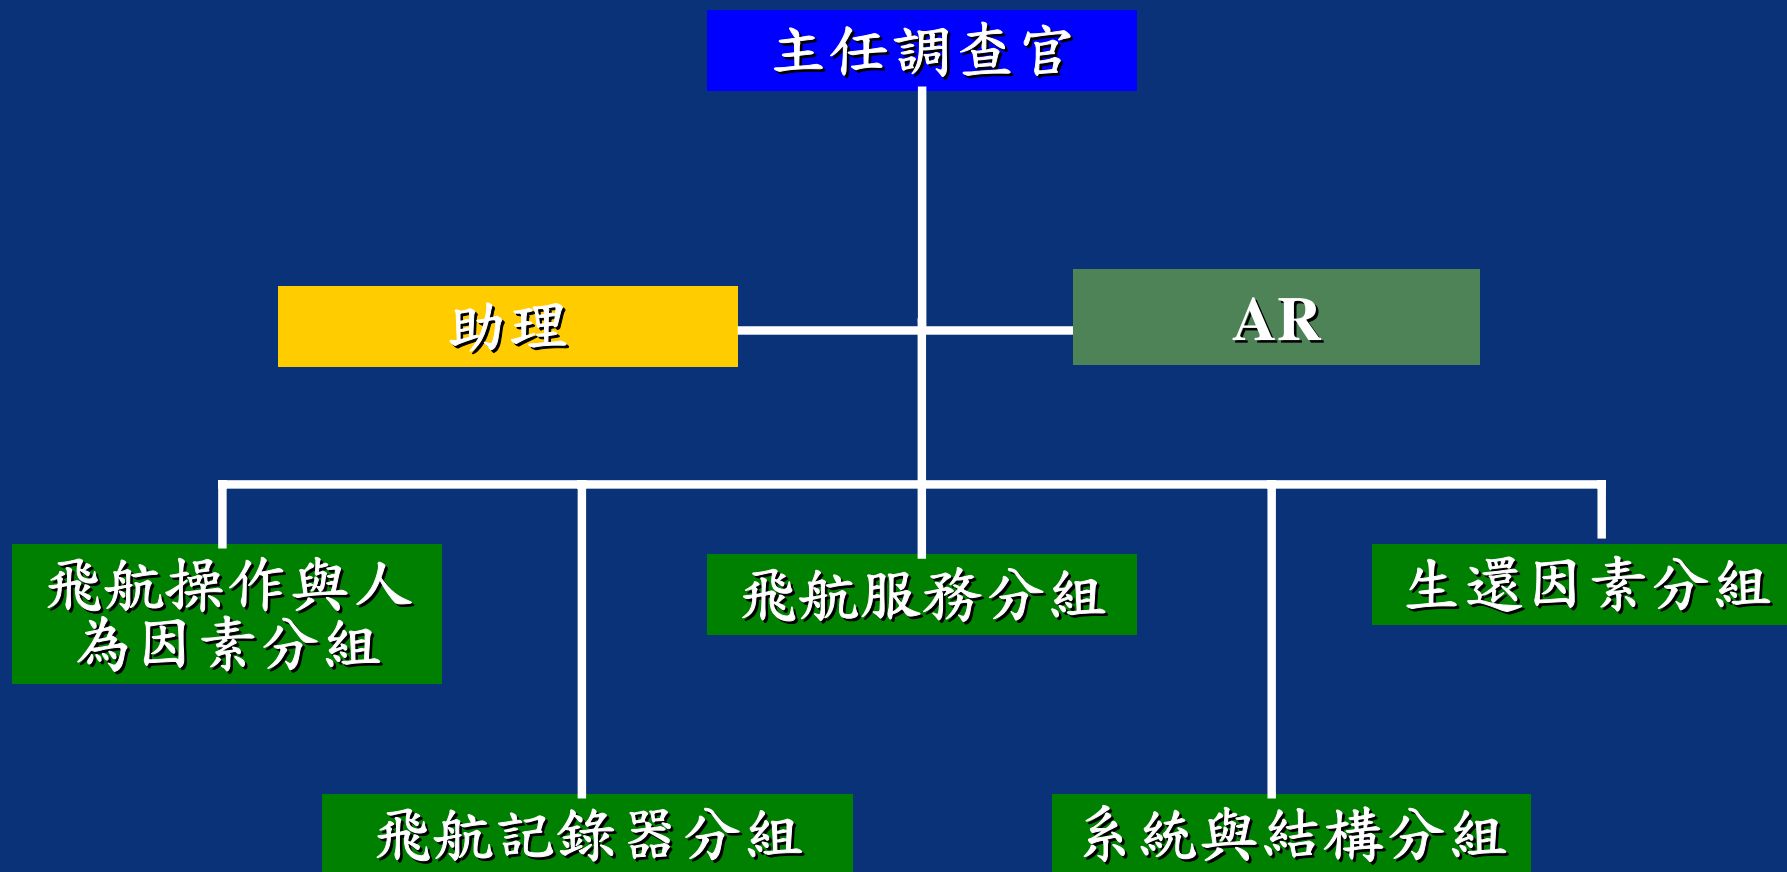 主任調查官
助理
AR
飛航操作與人
為因素分組
飛航服務分組
生還因素分組
飛航記錄器分組
系統與結構分組